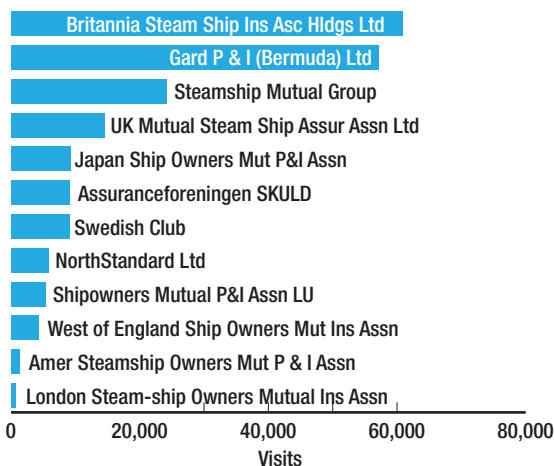 Britannia Steam Ship Ins Asc Hldgs Ltd
Gard P & I (Bermuda) Ltd
Steamship Mutual Group
UK Mutual Steam Ship Assur Assn Ltd
Japan Ship Owners Mut P&I Assn
Assuranceforeningen SKULD
Swedish Club
NorthStandard Ltd
Shipowners Mutual P&I Assn LU
West of England Ship Owners Mut Ins Assn
Amer Steamship Owners Mut P & I Assn
London Steam-ship Owners Mutual Ins Assn
0 20,000 40,000 60,000 80,000
Visits